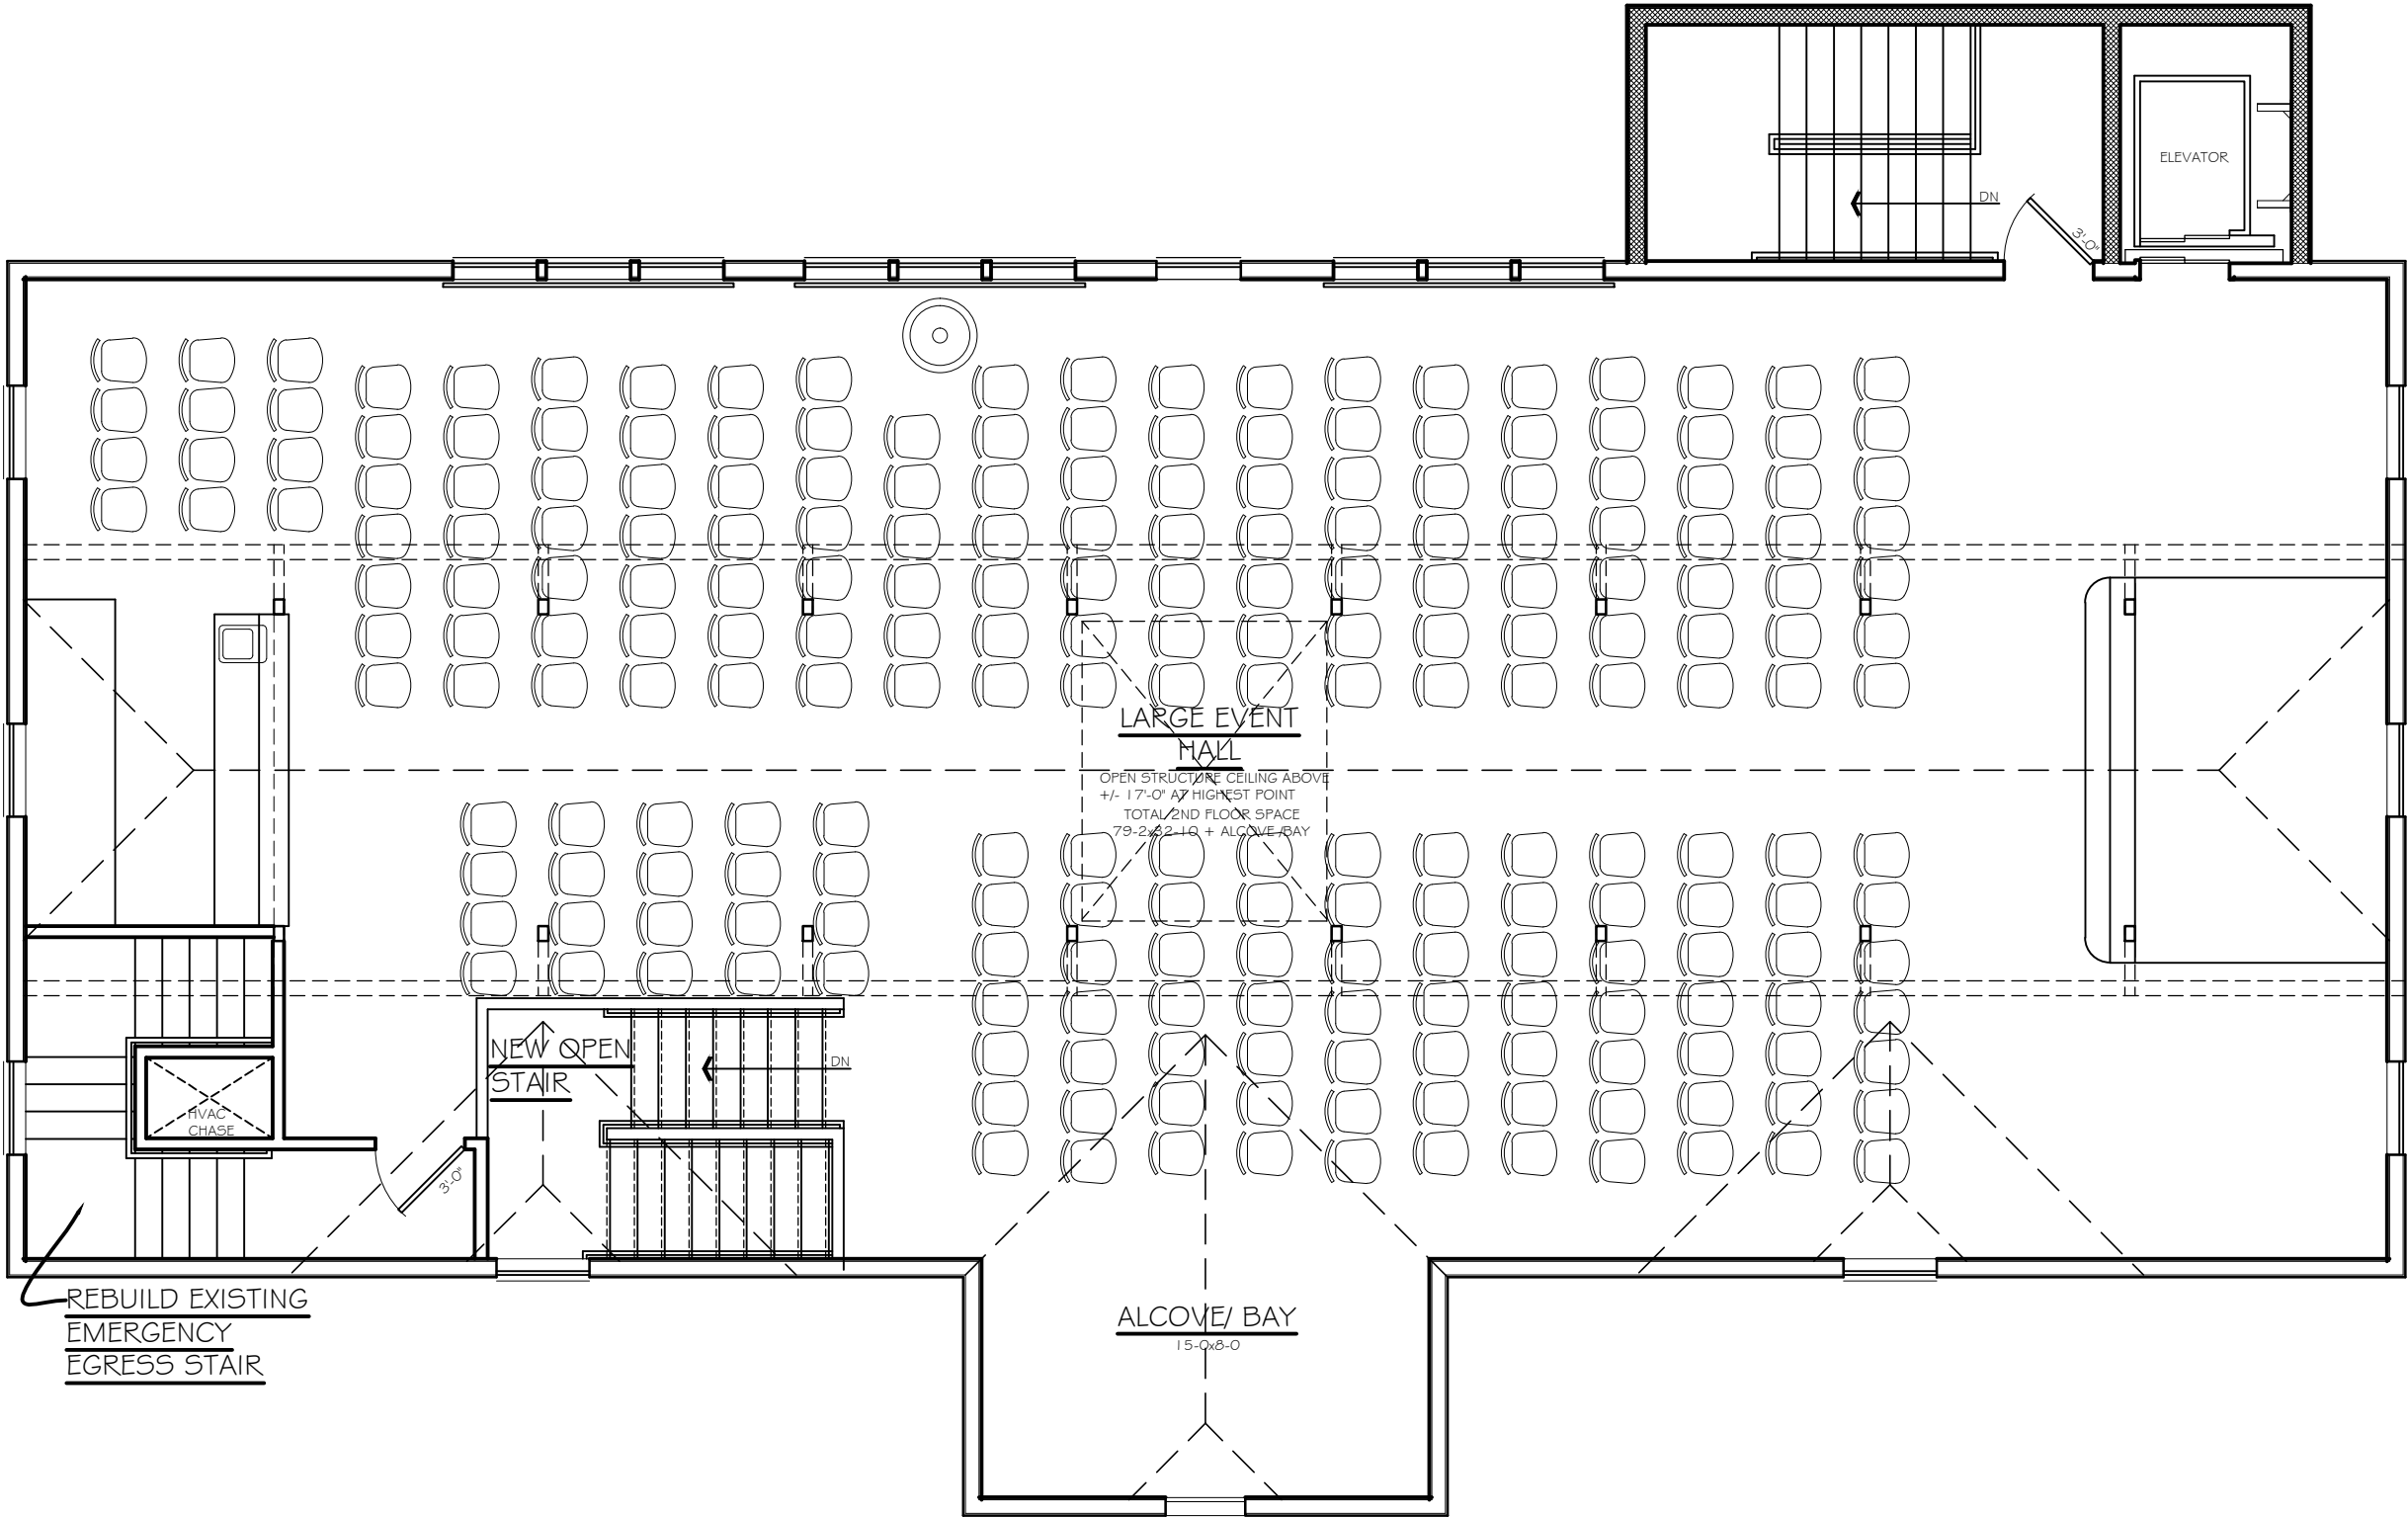 ELEVATOR
DN
3'-0"
LARGE EVENT
HALL
OPEN STRUCTURE CEILING ABOVE
+/- 17'-0" AT HIGHEST POINT
TOTAL 2ND FLOOR SPACE
79-2x32-10 + ALCOVE /BAY
NEW OPEN
STAIR
DN
HVAC
CHASE
3'-0"
REBUILD EXISTING
EMERGENCY
EGRESS STAIR
ALCOVE/ BAY
15-0x8-0